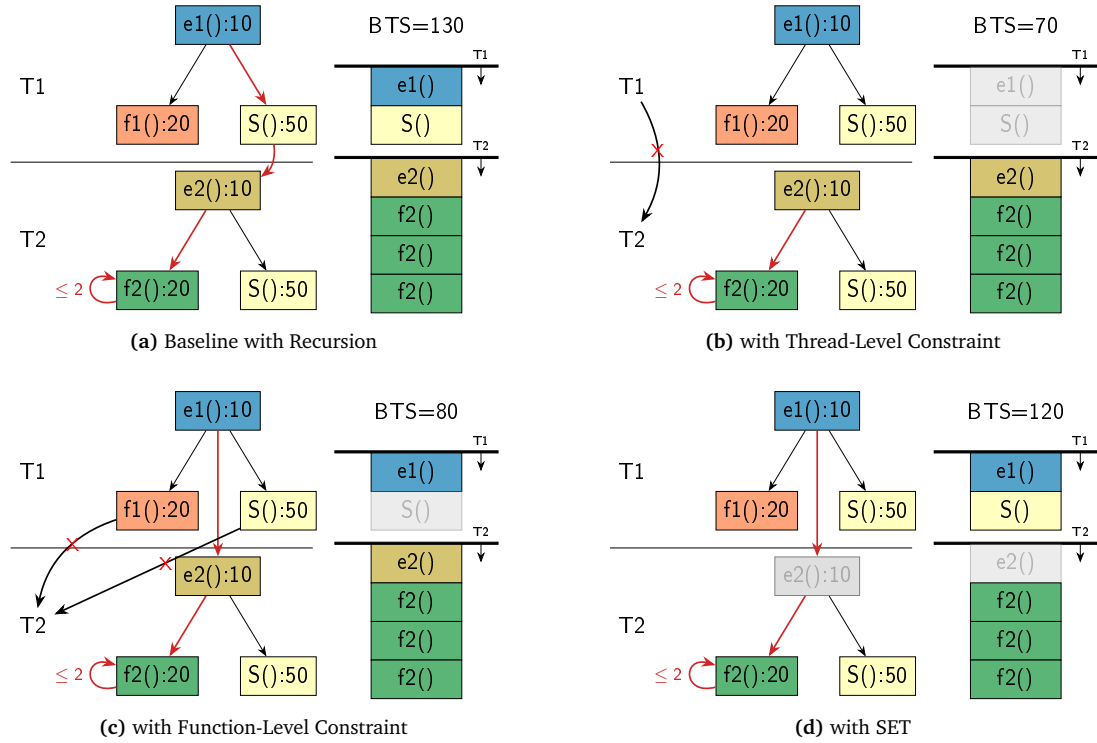 e1():10
BTS=130
T1
T1
e1()
f1():20
S():50
S()
T2
e2():10
e2()
f2()
T2
f2()
≤ 2
f2():20
S():50
f2()
(a) Baseline with Recursion
e1():10
BTS=70
T1
T1
e1()
X
f1():20
S():50
S()
T2
e2():10
e2()
f2()
T2
f2()
≤ 2
f2():20
S():50
f2()
(b) with Thread-Level Constraint
e1():10
BTS=80
T1
T1
e1()
f1():20
S():50
S()
X
X
T2
e2():10
e2()
f2()
T2
f2()
≤ 2
f2():20
S():50
f2()
(c) with Function-Level Constraint
e1():10
BTS=120
T1
T1
e1()
f1():20
S():50
S()
T2
e2():10
e2()
f2()
T2
f2()
≤ 2
f2():20
S():50
f2()
(d) with SET